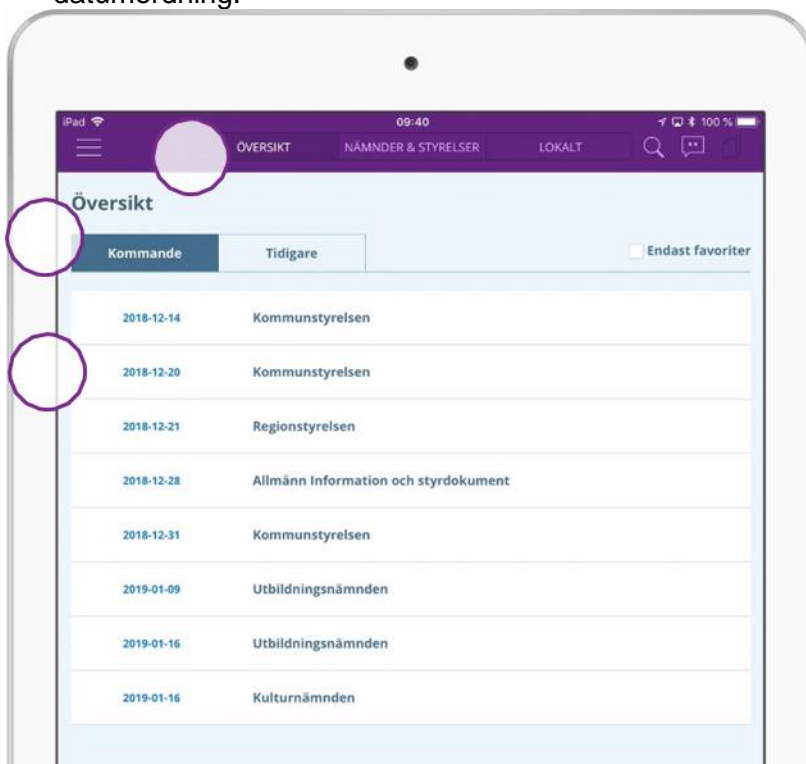 datumordning.
iPad 09:40 100 %
ÖVERSIKT NÄMNDER & STYRELSER LOKALT
Översikt
Kommande Tidigare Endast favoriter
2018-12-14 Kommunstyrelsen
2018-12-20 Kommunstyrelsen
2018-12-21 Regionstyrelsen
2018-12-28 Allmänn Information och styrdokument
2018-12-31 Kommunstyrelsen
2019-01-09 Utbildningsnämnden
2019-01-16 Utbildningsnämnden
2019-01-16 Kulturnämnden